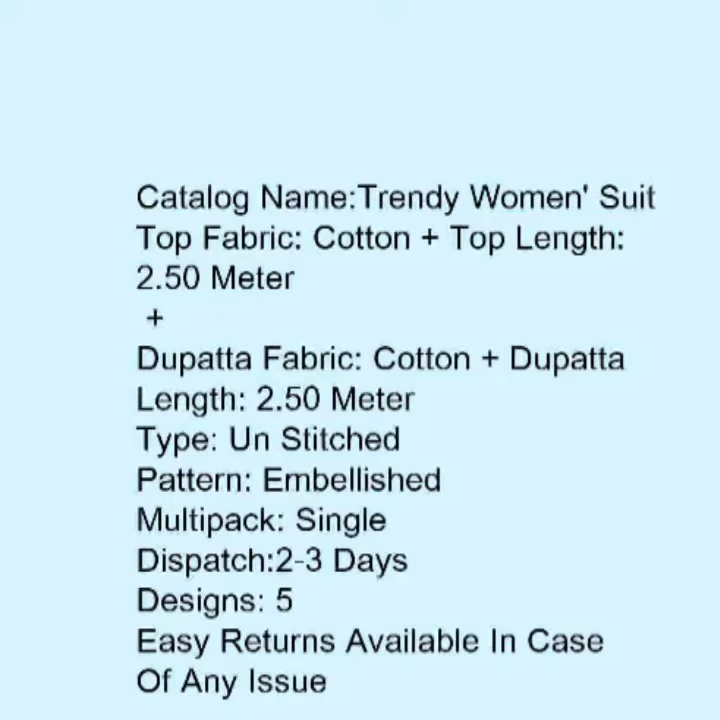 Catalog Name:Trendy Women' Suit
Top Fabric: Cotton + Top Length:
2.50 Meter
+
Dupatta Fabric: Cotton + Dupatta
Length: 2.50 Meter
Type: Un Stitched
Pattern: Embellished
Multipack: Single
Dispatch:2-3 Days
Designs: 5
Easy Returns Available In Case
Of Any Issue